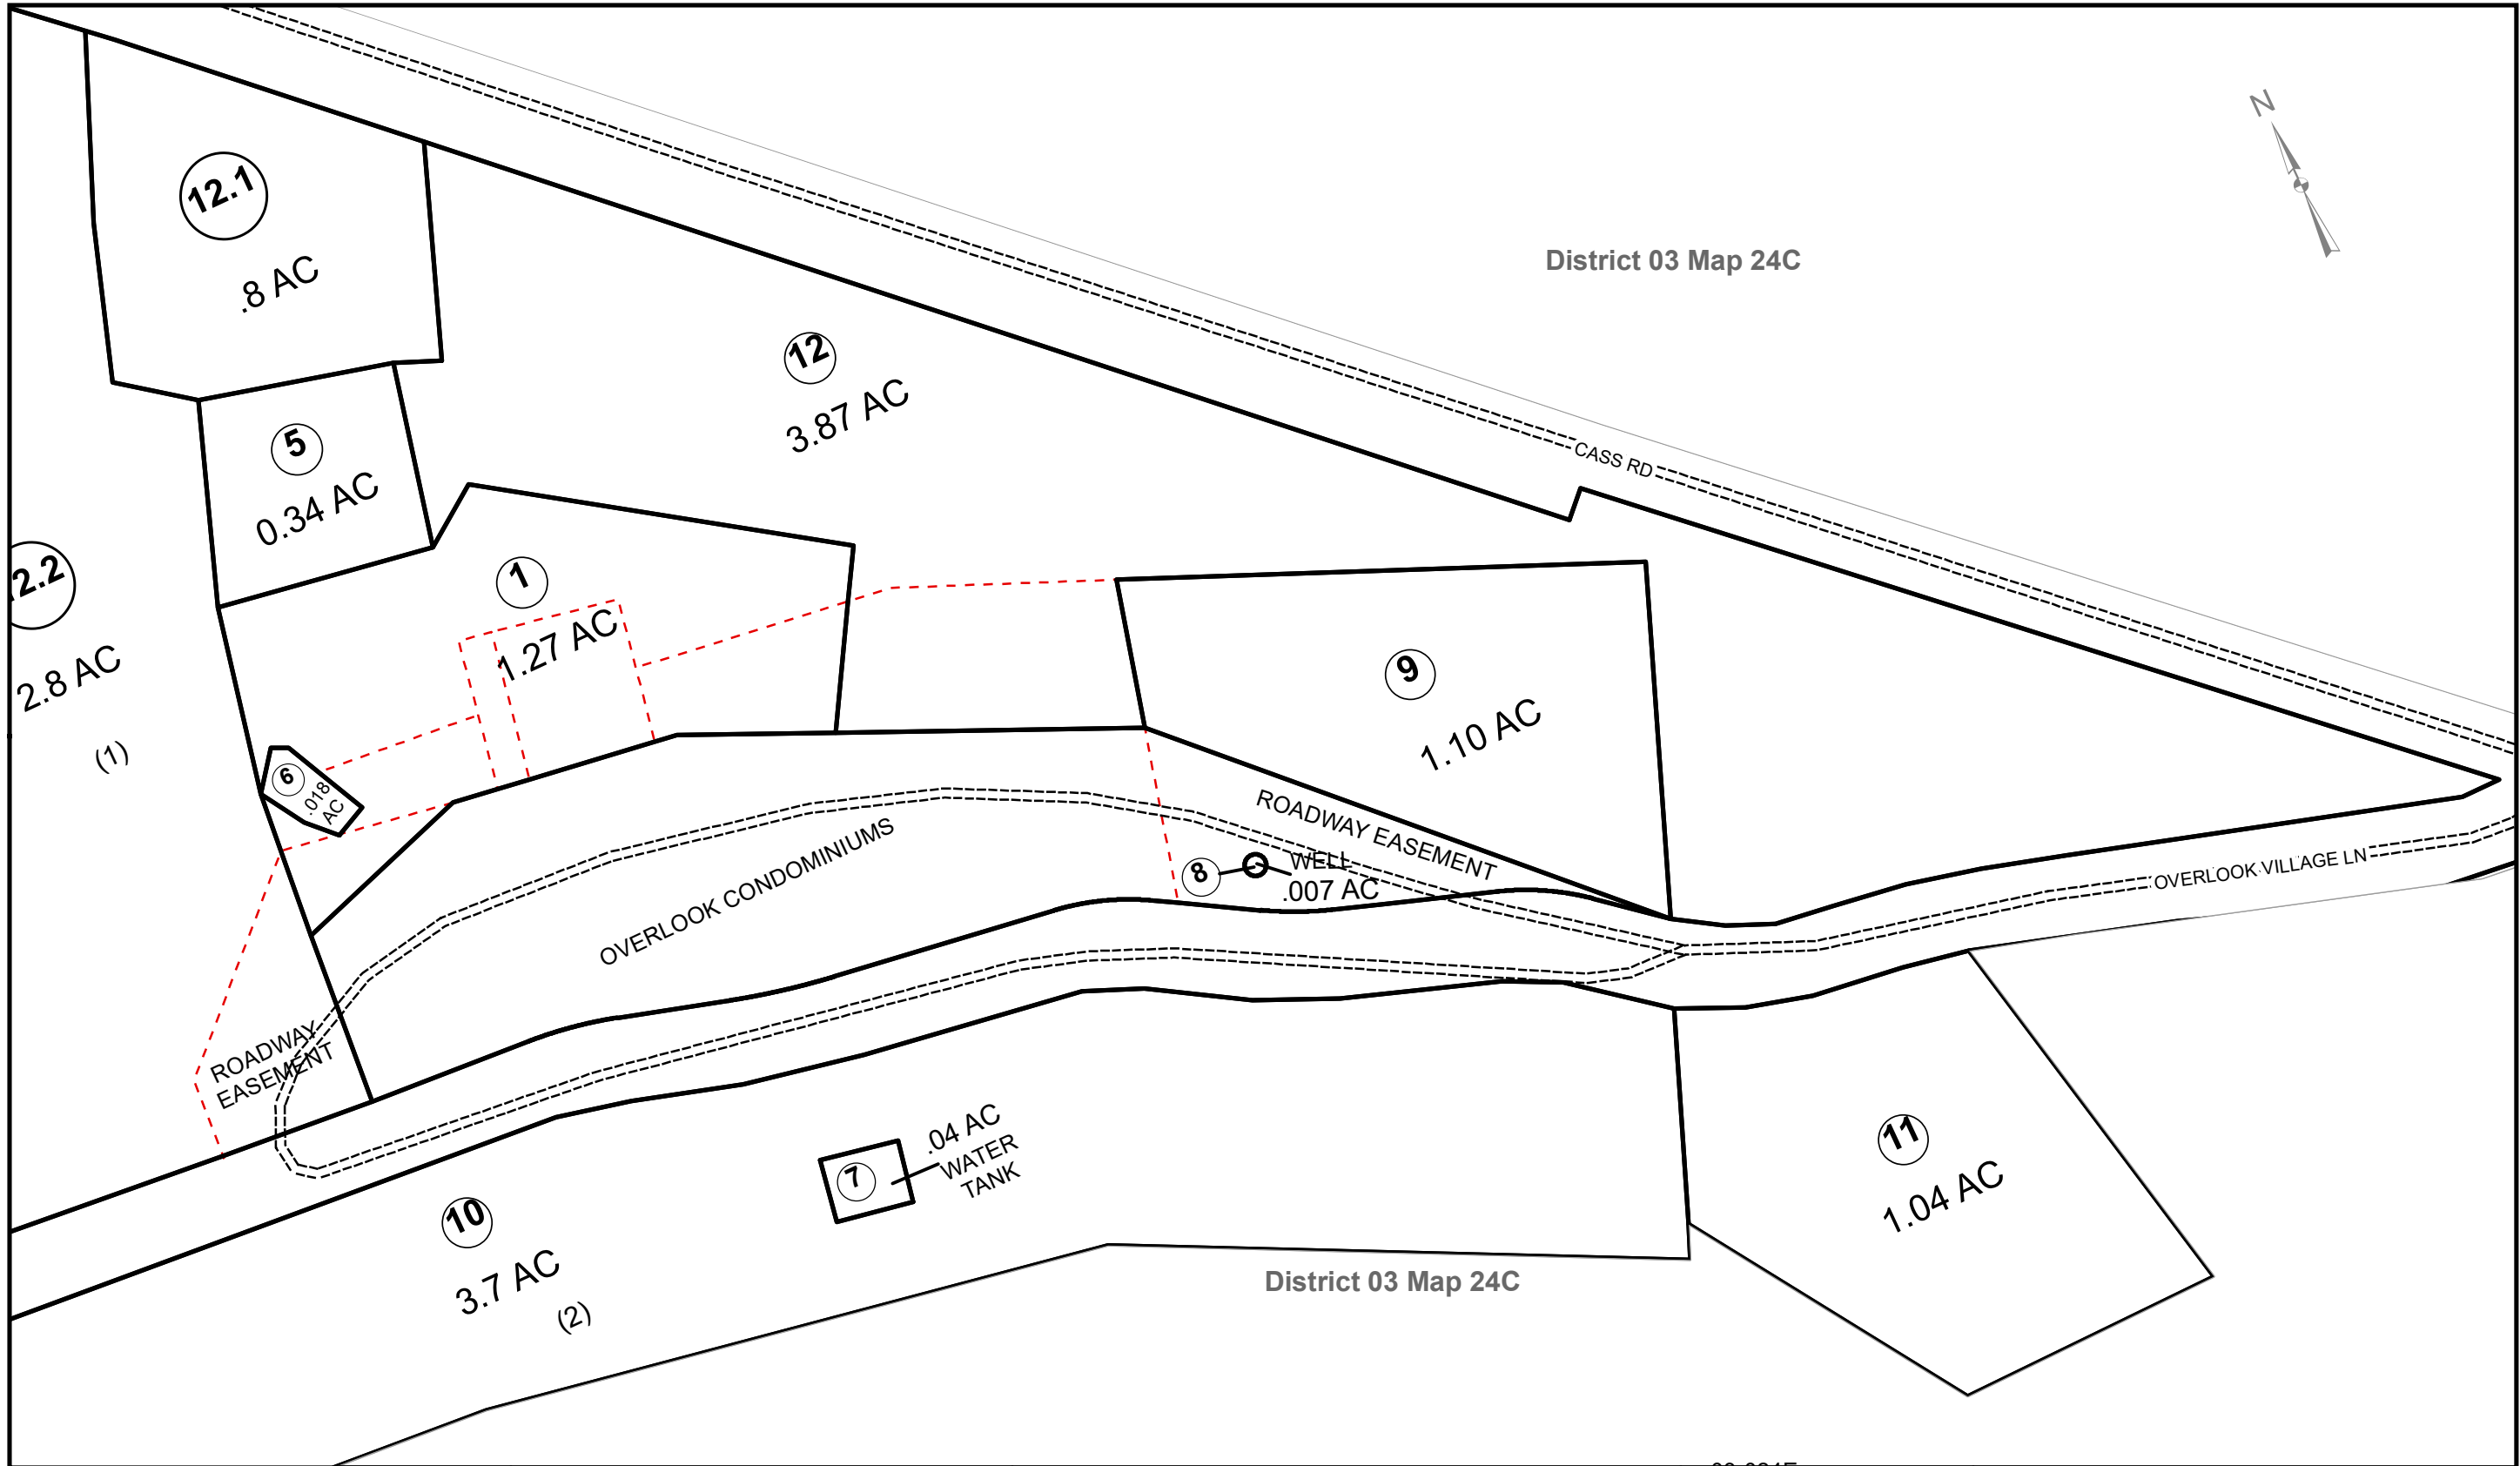 N
12.1
.8 AC
District 03 Map 24C
12
3.87 AC
CASS RD
5
0.34 AC
1
1.27 AC
2.8 AC
(1)
9
1.10 AC
6
.018
AC
ROADWAY EASEMENT
OVERLOOK CONDOMINIUMS
8
WELL
.007 AC
OVERLOOK VILLAGE LN
ROADWAY
EASEMENT
7
.04 AC
WATER
TANK
11
1.04 AC
10
3.7 AC
(2)
District 03 Map 24C